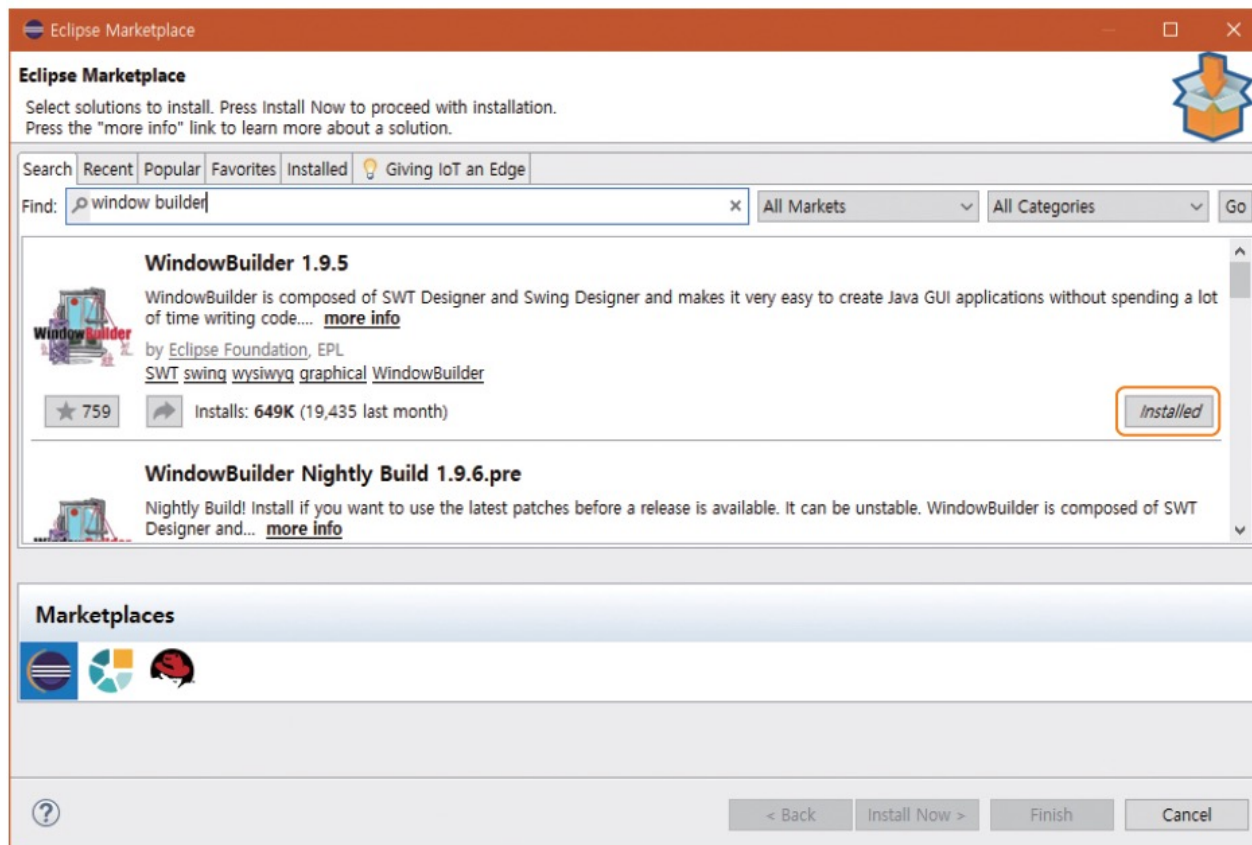 Eclipse Marketplace
Eclipse Marketplace
Select solutions to install. Press Install Now to proceed with installation.
Press the "more info" link to learn more about a solution.
Search Recent Popular Favorites Installed Giving IoT an Edge
Find: window builder All Markets All Categories Go
WindowBuilder 1.9.5
WindowBuilder is composed of SWT Designer and Swing Designer and makes it very easy to create Java GUI applications without spending a lot
of time writing code.... more info
WindowBuilder
by Eclipse Foundation, EPL
SWT swing wysiwyg graphical WindowBuilder
759 Installs: 649K (19,435 last month) Installed
WindowBuilder Nightly Build 1.9.6.pre
Nightly Build! Install if you want to use the latest patches before a release is available. It can be unstable. WindowBuilder is composed of SWT
Designer and... more info
Marketplaces
? < Back Install Now > Finish Cancel